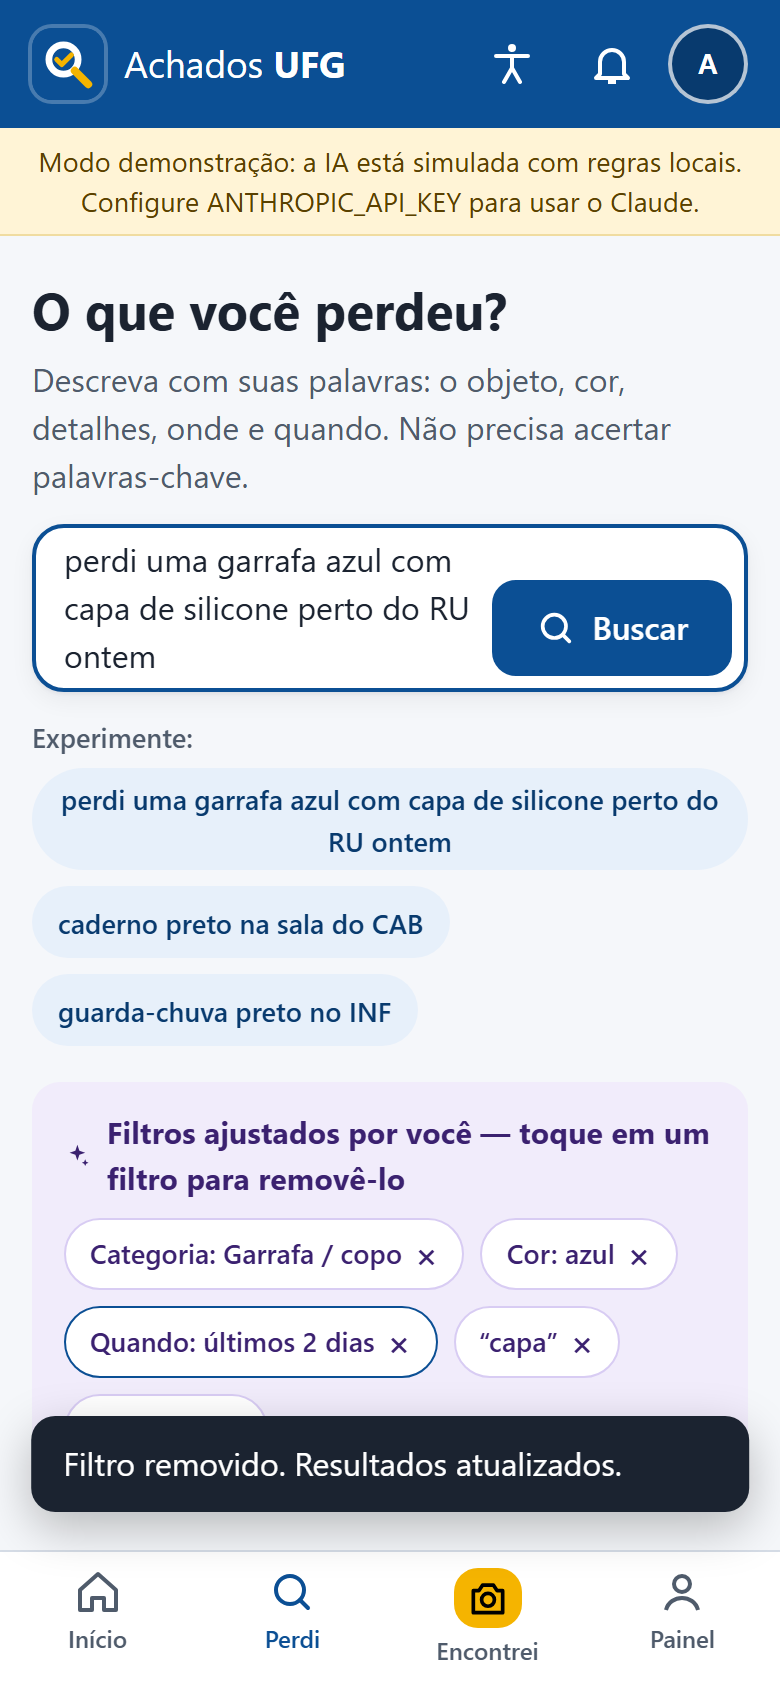 Achados UFG
A
Modo demonstração: a IA está simulada com regras locais.
Configure ANTHROPIC_API_KEY para usar o Claude.
O que você perdeu?
Descreva com suas palavras: o objeto, cor,
detalhes, onde e quando. Não precisa acertar
palavras-chave.
perdi uma garrafa azul com
capa de silicone perto do RU
ontem
Buscar
Experimente:
perdi uma garrafa azul com capa de silicone perto do
RU ontem
caderno preto na sala do CAB
guarda-chuva preto no INF
Filtros ajustados por você — toque em um
filtro para removê-lo
Categoria: Garrafa / copo ×
Cor: azul ×
Quando: últimos 2 dias ×
“capa” ×
Filtro removido. Resultados atualizados.
Início
Perdi
Encontrei
Painel